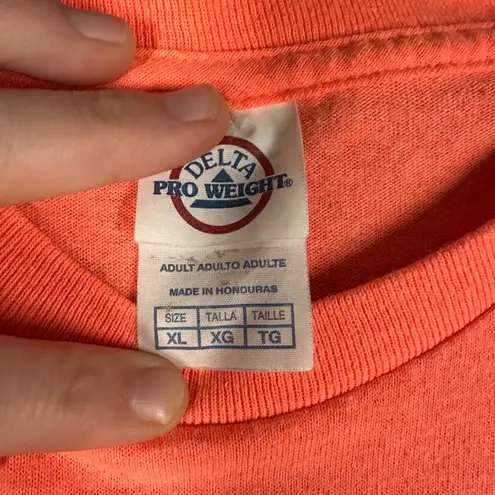 DELTA
PRO WEIGHT®
ADULT ADULTO ADULTE
MADE IN HONDURAS
SIZE TALLA TAILLE
XL XG TG